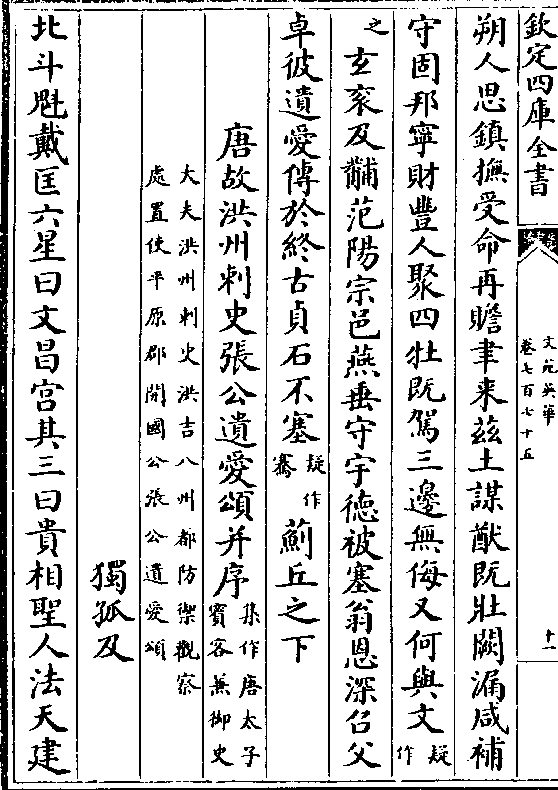 欽定四庫全書
文苑英華
卷七百七十五
十一
朔人思鎮撫受命再瞻聿来兹土謀猷既壯闕漏咸補
守固邦寧財豐人聚四牡既駕三邊無侮又何與文疑作
之玄衮及黼范陽宗邑燕垂守宇德被塞翁恩深召父
卓彼遺愛傳於終古貞石不塞疑作騫薊丘之下
唐故洪州刺史張公遺愛頌并序集作唐太子賓客兼御史
大夫洪州刺史洪吉八州都防禦觀察
處置使平原郡開國公張公遺愛頌
獨孤及
北斗魁戴匡六星曰文昌宫其三曰貴相聖人法天建